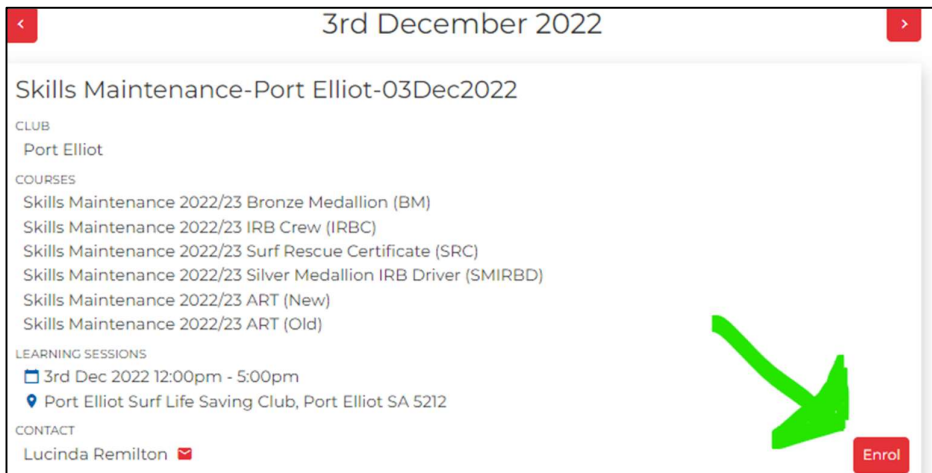 3rd December 2022
Skills Maintenance-Port Elliot-03Dec2022
CLUB
Port Elliot
COURSES
Skills Maintenance 2022/23 Bronze Medallion (BM)
Skills Maintenance 2022/23 IRB Crew (IRBC)
Skills Maintenance 2022/23 Surf Rescue Certificate (SRC)
Skills Maintenance 2022/23 Silver Medallion IRB Driver (SMIRBD)
Skills Maintenance 2022/23 ART (New)
Skills Maintenance 2022/23 ART (Old)
LEARNING SESSIONS
3rd Dec 2022 12:00pm - 5:00pm
Port Elliot Surf Life Saving Club, Port Elliot SA 5212
CONTACT
Lucinda Remilton
Enrol